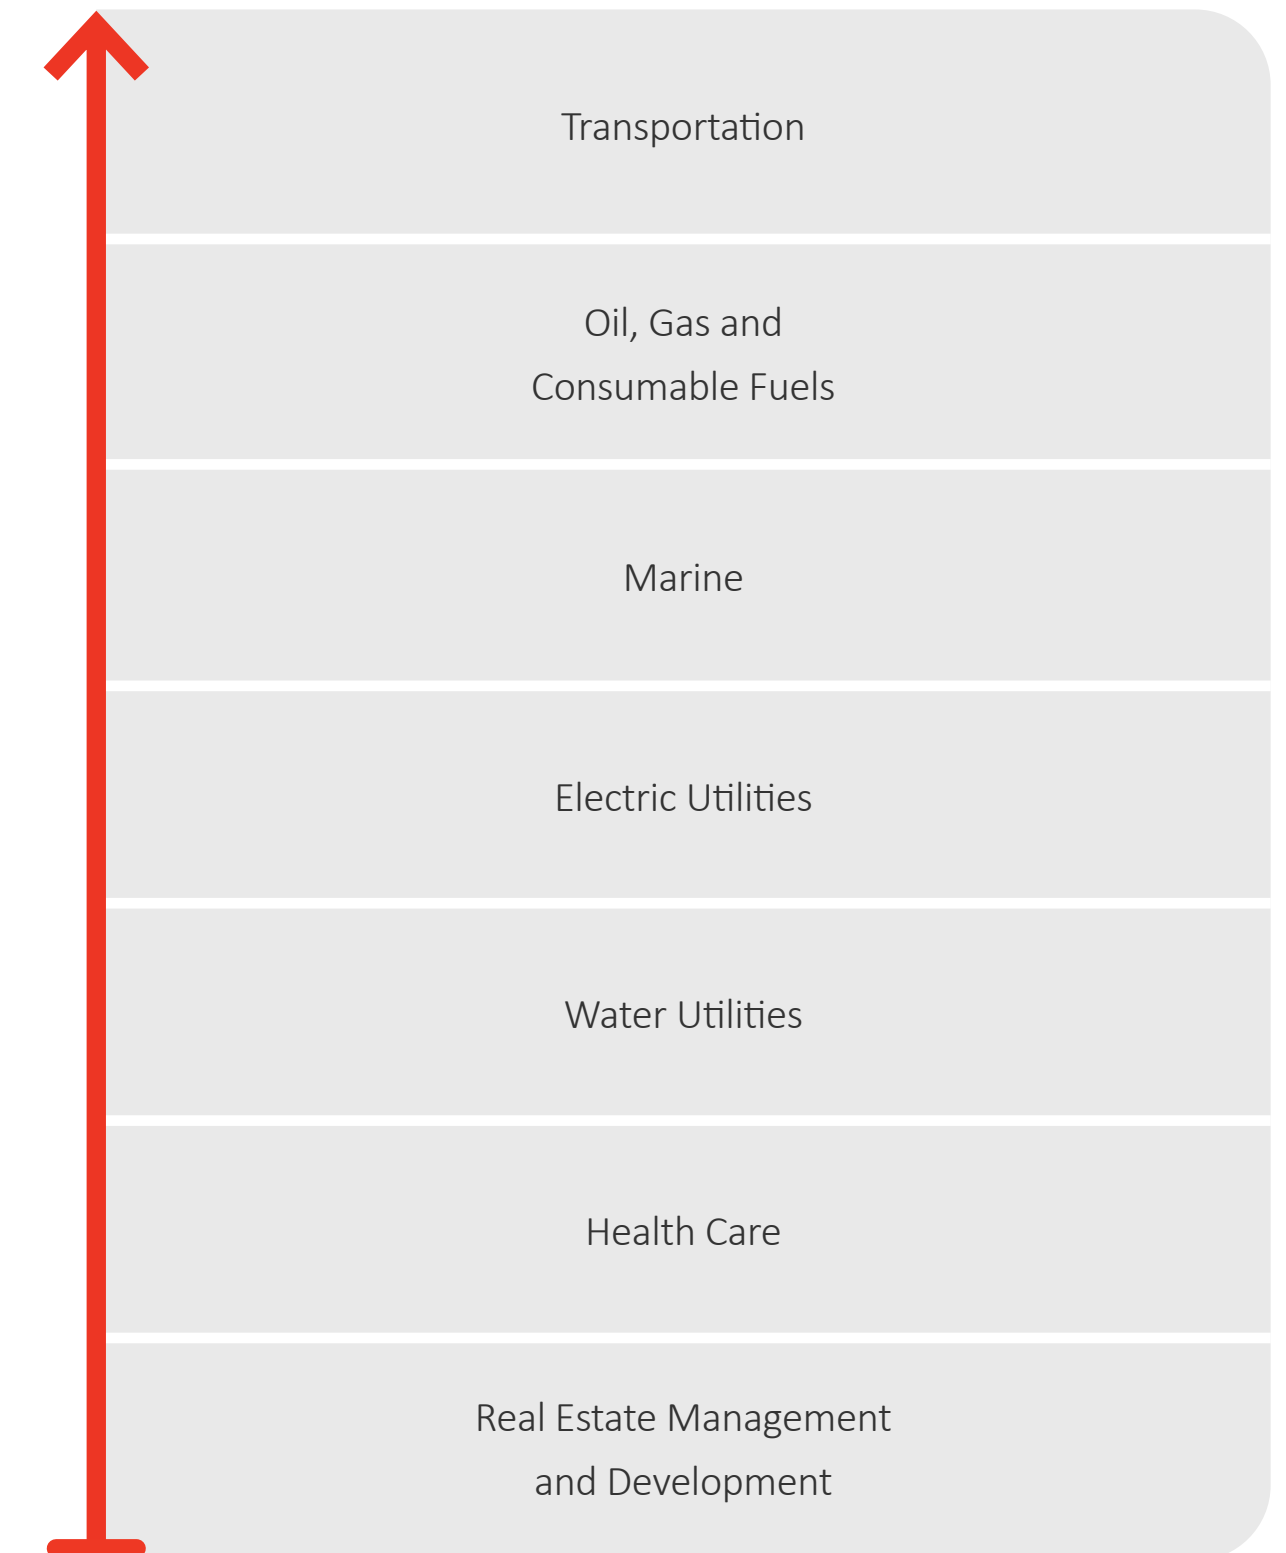 Transportation
Oil, Gas and
Consumable Fuels
Marine
Electric Utilities
Water Utilities
Health Care
Real Estate Management
and Development